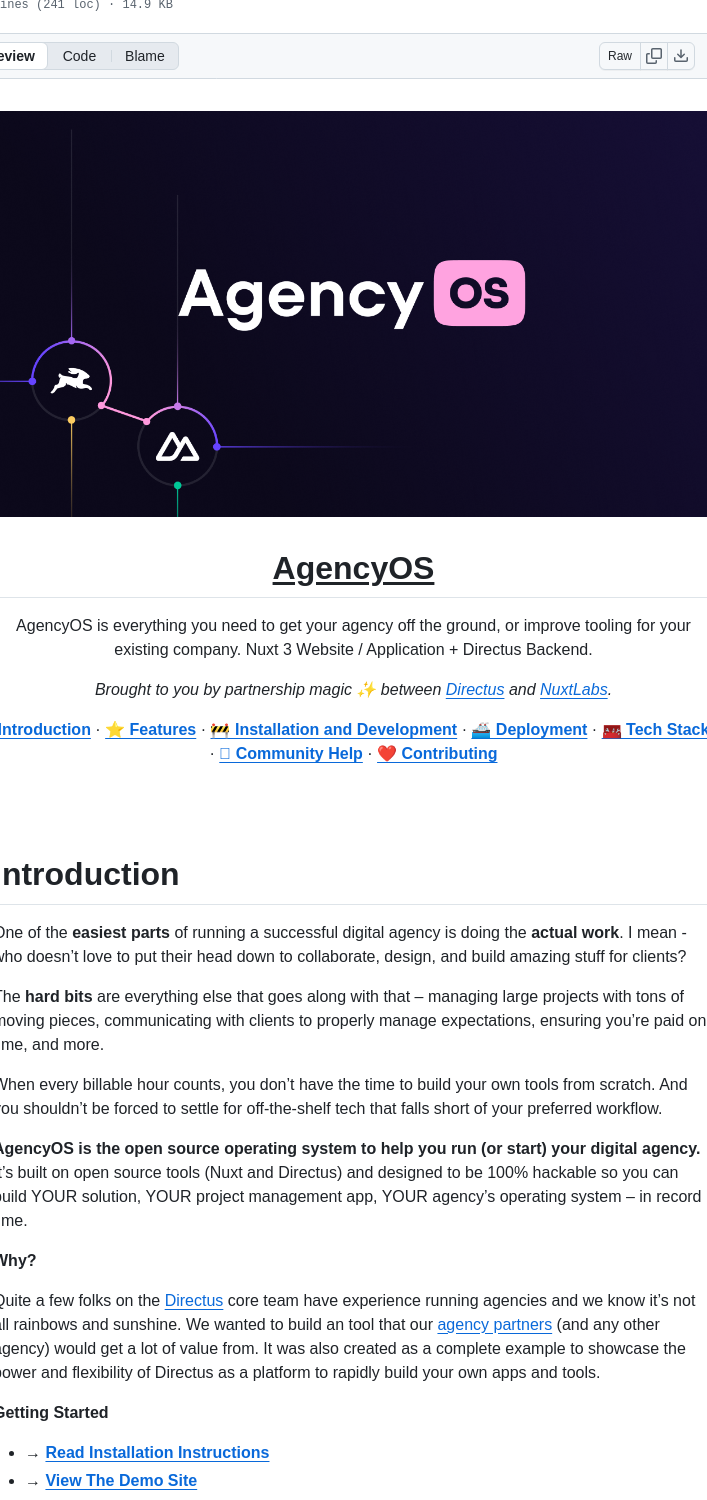 ines (241 loc) · 14.9 KB
eview Code Blame Raw
Agency OS
AgencyOS
AgencyOS is everything you need to get your agency off the ground, or improve tooling for your
existing company. Nuxt 3 Website / Application + Directus Backend.
Brought to you by partnership magic ✨ between Directus and NuxtLabs.
Introduction · ⭐ Features · 🚧 Installation and Development · 🚢 Deployment · 🧰 Tech Stack
· Community Help · ❤️ Contributing
Introduction
One of the easiest parts of running a successful digital agency is doing the actual work. I mean -
who doesn’t love to put their head down to collaborate, design, and build amazing stuff for clients?
The hard bits are everything else that goes along with that – managing large projects with tons of
moving pieces, communicating with clients to properly manage expectations, ensuring you’re paid on
time, and more.
When every billable hour counts, you don’t have the time to build your own tools from scratch. And
you shouldn’t be forced to settle for off-the-shelf tech that falls short of your preferred workflow.
AgencyOS is the open source operating system to help you run (or start) your digital agency.
It’s built on open source tools (Nuxt and Directus) and designed to be 100% hackable so you can
build YOUR solution, YOUR project management app, YOUR agency’s operating system – in record
time.
Why?
Quite a few folks on the Directus core team have experience running agencies and we know it’s not
all rainbows and sunshine. We wanted to build an tool that our agency partners (and any other
agency) would get a lot of value from. It was also created as a complete example to showcase the
power and flexibility of Directus as a platform to rapidly build your own apps and tools.
Getting Started
• → Read Installation Instructions
• → View The Demo Site